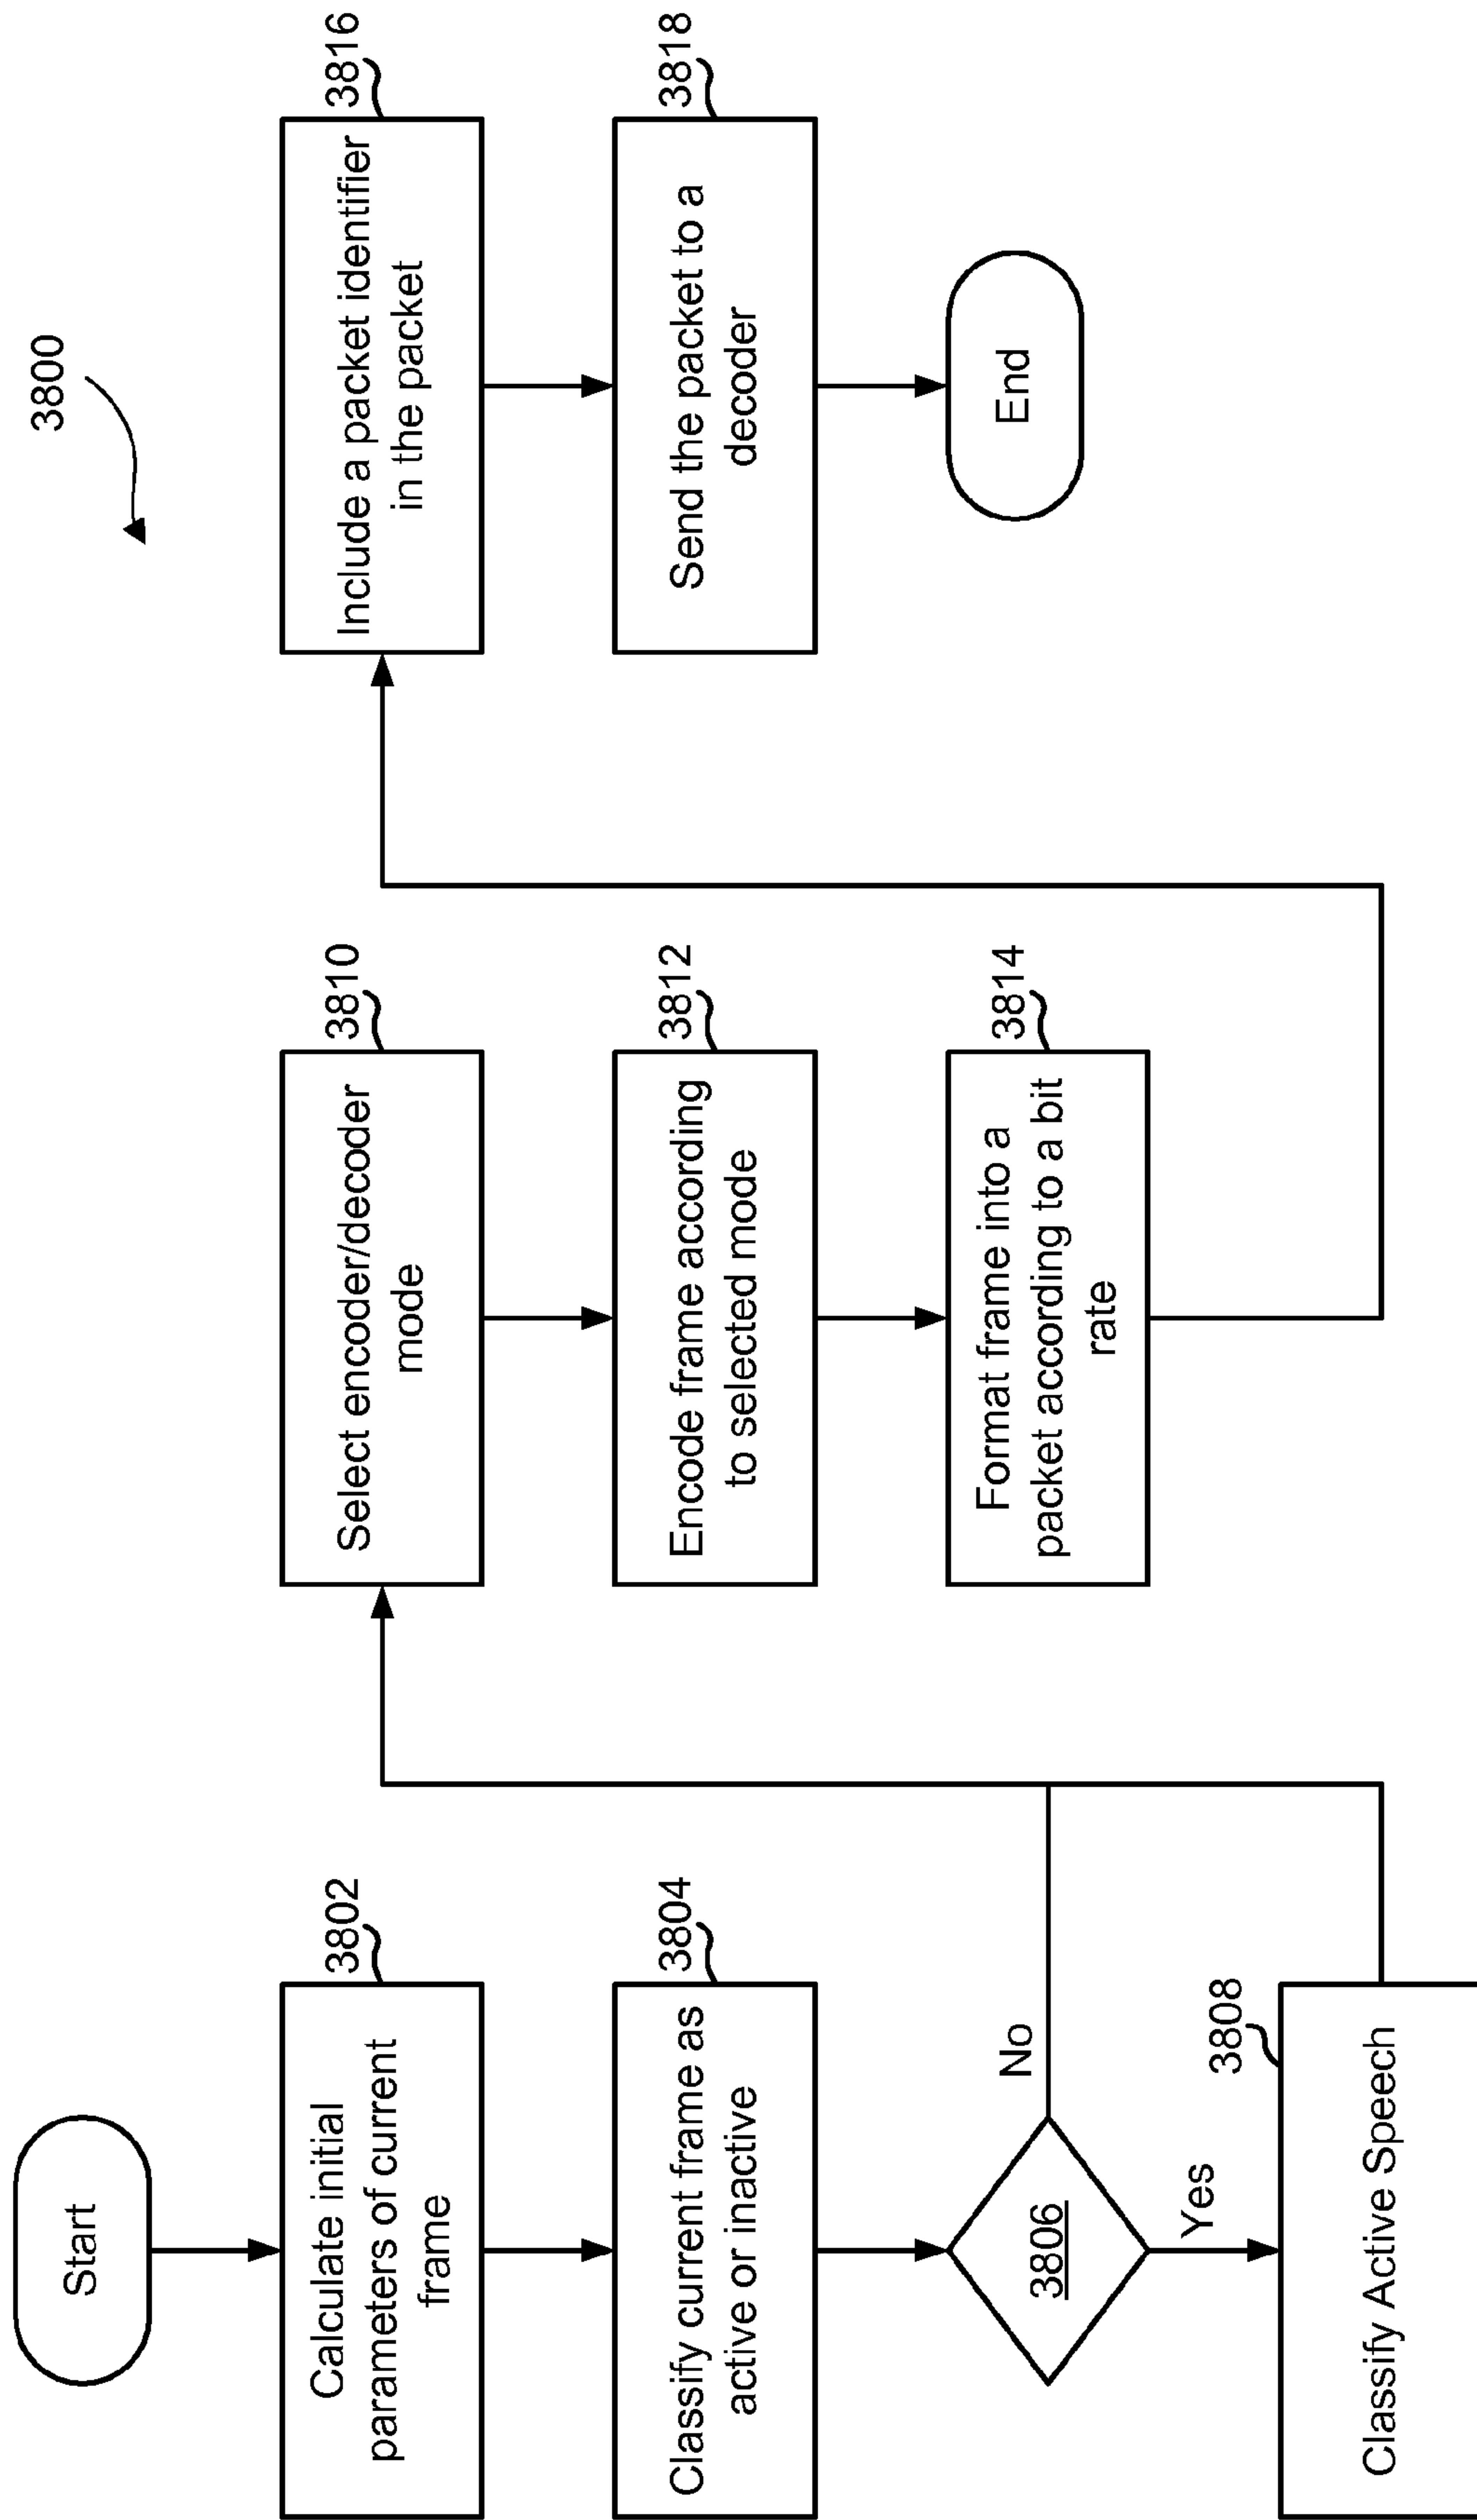 3800
Start
3802
Calculate initial
parameters of current
frame
3804
Classify current frame as
active or inactive
3806
No
Yes
3808
Classify Active Speech
3810
Select encoder/decoder
mode
3812
Encode frame according
to selected mode
3814
Format frame into a
packet according to a bit
rate
3816
Include a packet identifier
in the packet
3818
Send the packet to a
decoder
End